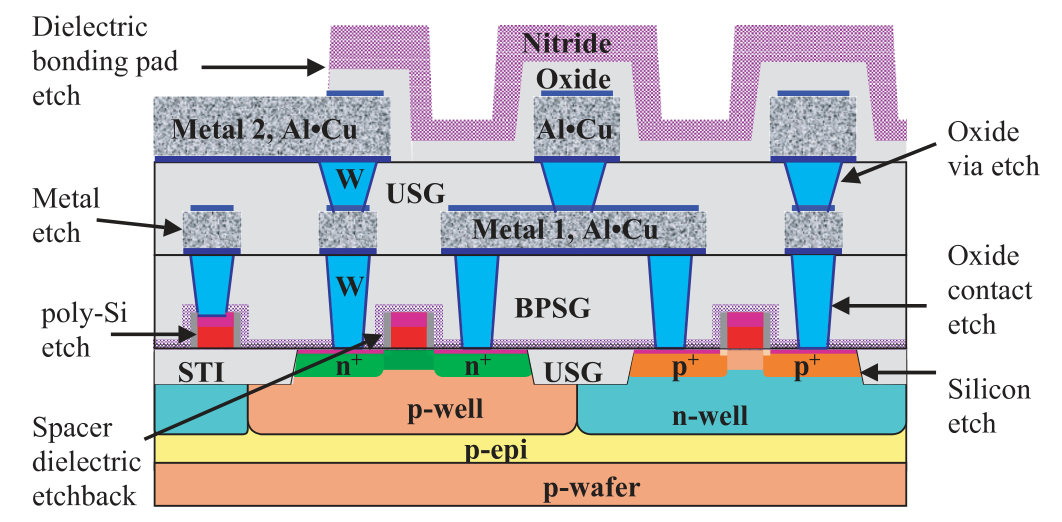 Dielectric
bonding pad
etch
Nitride
Oxide
Metal 2, Al•Cu
Al•Cu
Oxide
via etch
W
USG
Metal
etch
Metal 1, Al•Cu
Oxide
contact
etch
W
BPSG
poly-Si
etch
STI
n+
n+
USG
p+
p+
Silicon
etch
p-well
n-well
Spacer
dielectric
etchback
p-epi
p-wafer